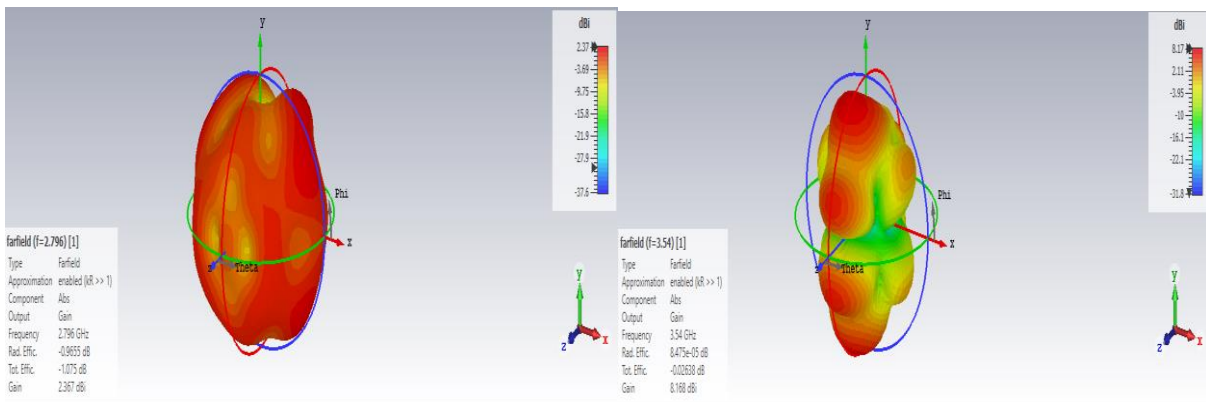 y
dBi
2.37
-3.69
-9.75
-15.8
-21.9
-27.9
-37.6
Phi
x
z
Theta
farfield (f=2.796) [1]
Type Farfield
Approximation enabled (kR >> 1)
Component Abs
Output Gain
Frequency 2.796 GHz
Rad. Effic. -0.9655 dB
Tot. Effic. -1.075 dB
Gain 2.367 dBi
y
x
z
y
dBi
8.17
2.11
-3.95
-10
-16.1
-22.1
-31.8
Phi
x
z
Theta
farfield (f=3.54) [1]
Type Farfield
Approximation enabled (kR >> 1)
Component Abs
Output Gain
Frequency 3.54 GHz
Rad. Effic. 8.475e-05 dB
Tot. Effic. -0.02638 dB
Gain 8.168 dBi
y
x
z